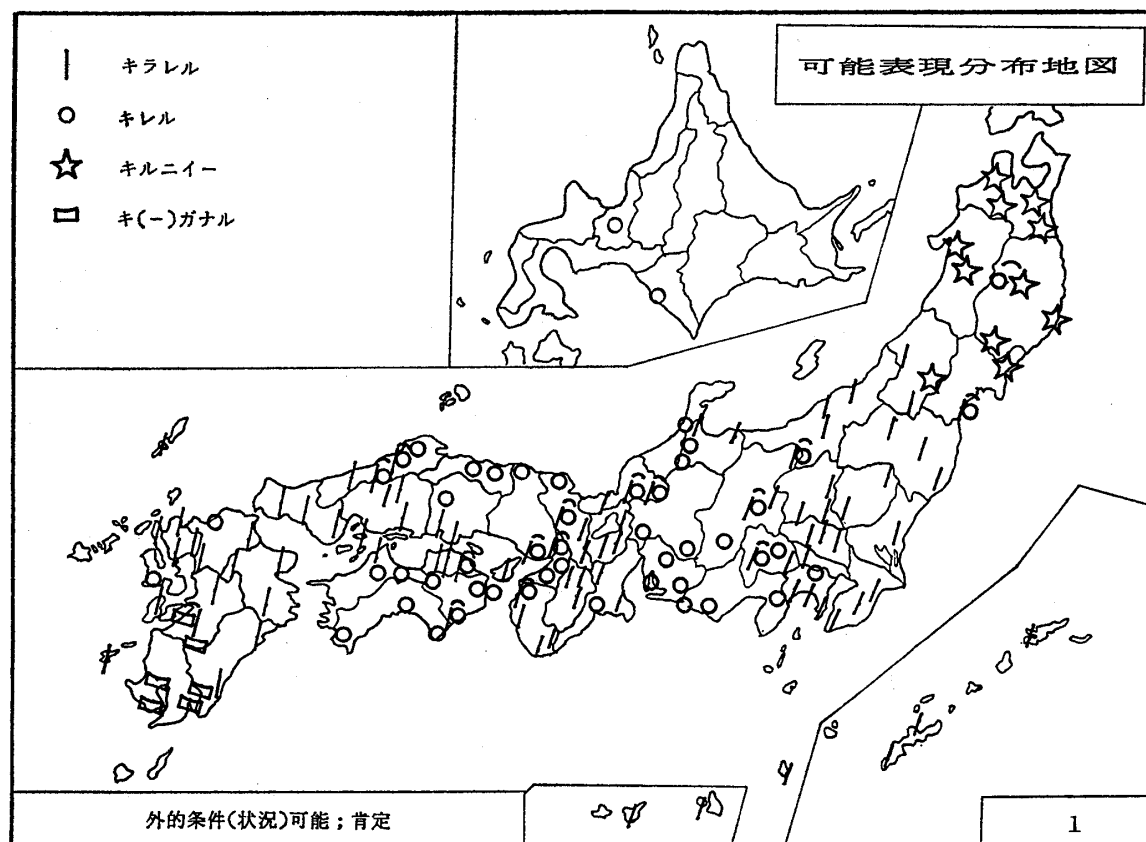 キラレル
キレル
キルニイー
キ(ー)ガナル
可能表現分布地図
外的条件(状況)可能；肯定
1